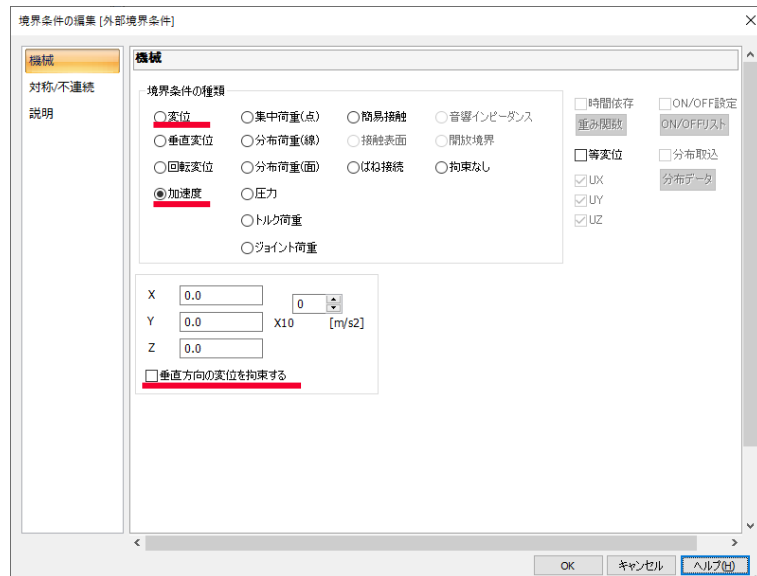 境界条件の編集 [外部境界条件]
機械
対称/不連続
説明
機械
境界条件の種類
変位
集中荷重(点)
簡易接触
音響インピーダンス
垂直変位
分布荷重(線)
接触表面
開放境界
回転変位
分布荷重(面)
ばね接続
拘束なし
加速度
圧力
トルク荷重
ジョイント荷重
時間依存
ON/OFF設定
重み関数
ON/OFFリスト
等変位
分布取込
UX
分布データ
UY
UZ
X
0.0
0
Y
0.0
X10
[m/s2]
Z
0.0
垂直方向の変位を拘束する
OK
キャンセル
ヘルプ(H)